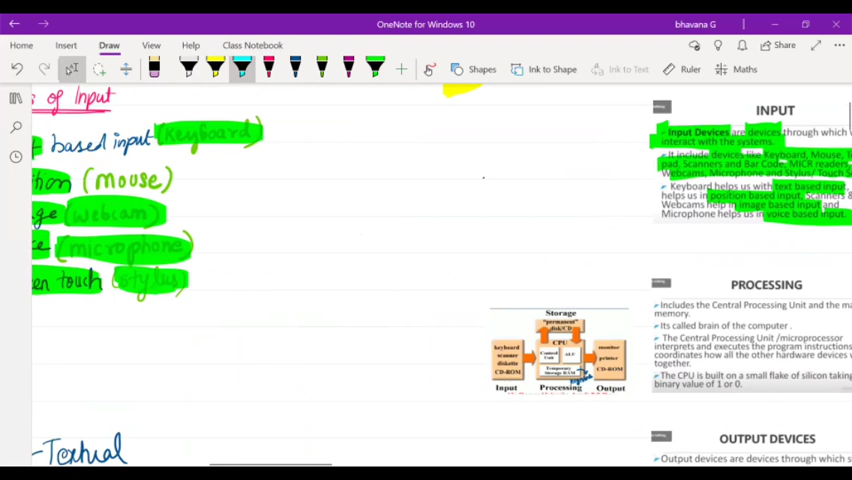 OneNote for Windows 10
bhavana G
Home Insert Draw View Help Class Notebook
Share
Shapes
Ink to Shape
Ink to Text
Ruler
Maths
s of Input
t based input (keyboard)
tion (mouse)
ge (webcam)
ce (microphone)
en touch (stylus)
-Textual
INPUT
Input Devices are devices through which
interact with the systems.
It include devices like Keyboard, Mouse,
pad, Scanners and Bar Code, MICR readers,
Webcams, Microphone and Stylus/ Touch S
Keyboard helps us with text based input,
helps us in position based input, Scanners &
Webcams help in image based input and
Microphone helps us in voice based input.
PROCESSING
Includes the Central Processing Unit and the ma
memory.
Its called brain of the computer .
The Central Processing Unit /microprocessor
interprets and executes the program instructions
coordinates how all the other hardware devices
together.
The CPU is built on a small flake of silicon taking
binary value of 1 or 0.
OUTPUT DEVICES
Output devices are devices through which s
Storage
"permanent"
disk/CD
CPU
keyboard
scanner
diskette
CD-ROM
Control
Unit
ALU
Temporary
Storage RAM
monitor
printer
CD-ROM
Input Processing Output